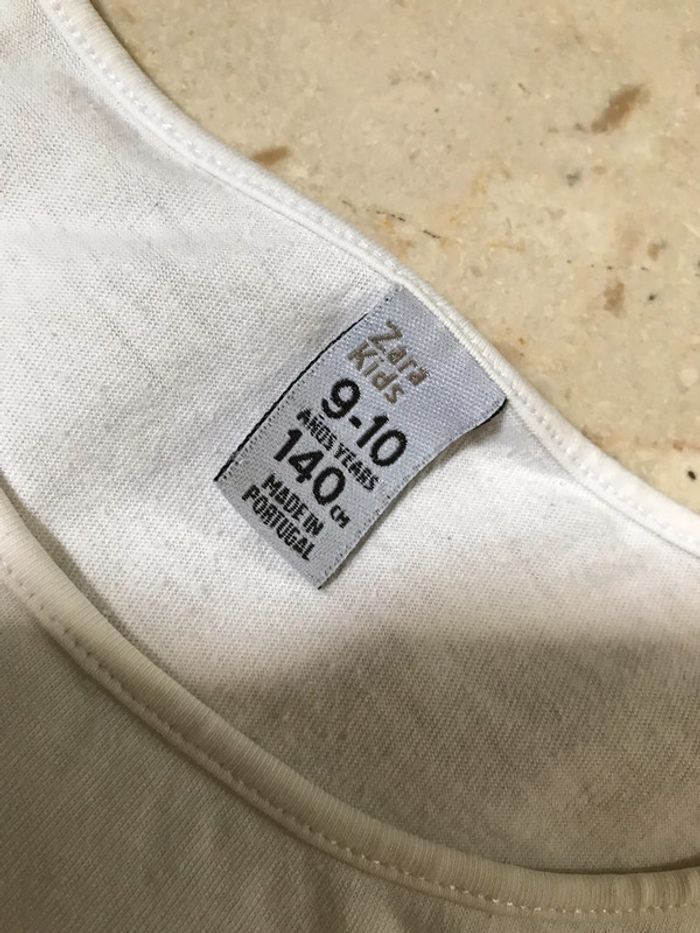 Zara
Kids
9-10
AÑOS YEARS
140 CM
MADE IN
PORTUGAL